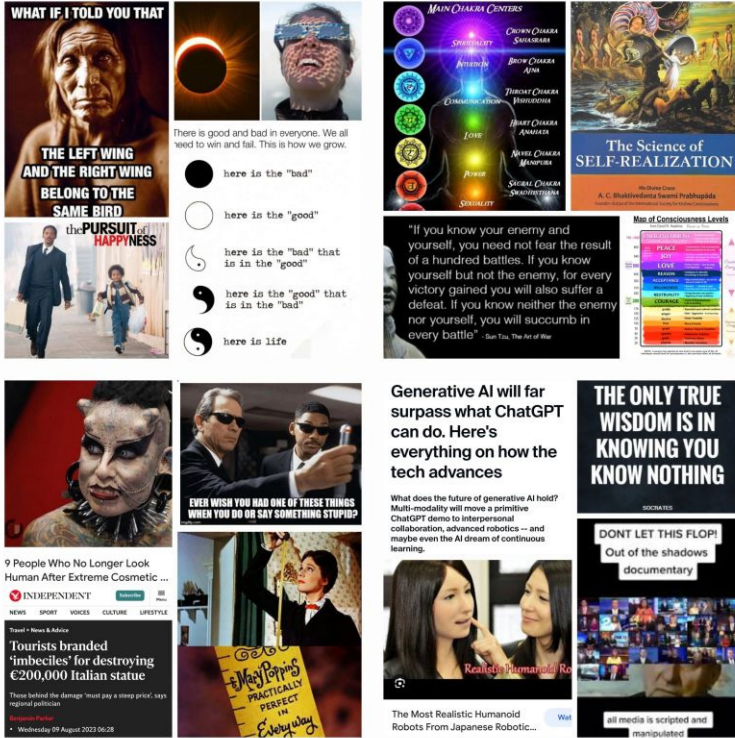 WHAT IF I TOLD YOU THAT
THE LEFT WING
AND THE RIGHT WING
BELONG TO THE
SAME BIRD
There is good and bad in everyone. We all
need to win and fail. This is how we grow.
here is the "bad"
here is the "good"
here is the "bad" that
is in the "good"
here is the "good" that
is in the "bad"
here is life
the PURSUIT of
HAPPYNESS
MAIN CHAKRA CENTERS
SPIRITUALITY
CROWN CHAKRA
SAHASRARA
INTUITION
BROW CHAKRA
AJNA
COMMUNICATION
THROAT CHAKRA
VISHUDDHA
LOVE
HEART CHAKRA
ANAHATA
POWER
NAVEL CHAKRA
MANIPURA
SEXUALITY
SACRAL CHAKRA
SWADHISTHANA
The Science of
SELF-REALIZATION
His Divine Grace
A. C. Bhaktivedanta Swami Prabhupāda
"If you know your enemy and
yourself, you need not fear the result
of a hundred battles. If you know
yourself but not the enemy, for every
victory gained you will also suffer a
defeat. If you know neither the enemy
nor yourself, you will succumb in
every battle" - Sun Tzu, The Art of War
Map of Consciousness Levels
PEACE
JOY
LOVE
REASON
ACCEPTANCE
NEUTRALITY
COURAGE
9 People Who No Longer Look
Human After Extreme Cosmetic ...
INDEPENDENT
Subscribe
Menu
NEWS SPORT VOICES CULTURE LIFESTYLE
Travel • News & Advice
Tourists branded
'imbeciles' for destroying
€200,000 Italian statue
Those behind the damage 'must pay a steep price', says
regional politician
Benjamin Parker
• Wednesday 09 August 2023 06:28
EVER WISH YOU HAD ONE OF THESE THINGS
WHEN YOU DO OR SAY SOMETHING STUPID?
imgflip.com
Mary Poppins
PRACTICALLY
PERFECT
IN
Everyway
Generative AI will far
surpass what ChatGPT
can do. Here's
everything on how the
tech advances
What does the future of generative AI hold?
Multi-modality will move a primitive
ChatGPT demo to interpersonal
collaboration, advanced robotics -- and
maybe even the AI dream of continuous
learning.
Realistic Humanoid Ro
The Most Realistic Humanoid
Robots From Japanese Robotic...
Wat
THE ONLY TRUE
WISDOM IS IN
KNOWING YOU
KNOW NOTHING
SOCRATES
DONT LET THIS FLOP!
Out of the shadows
documentary
all media is scripted and
manipulated